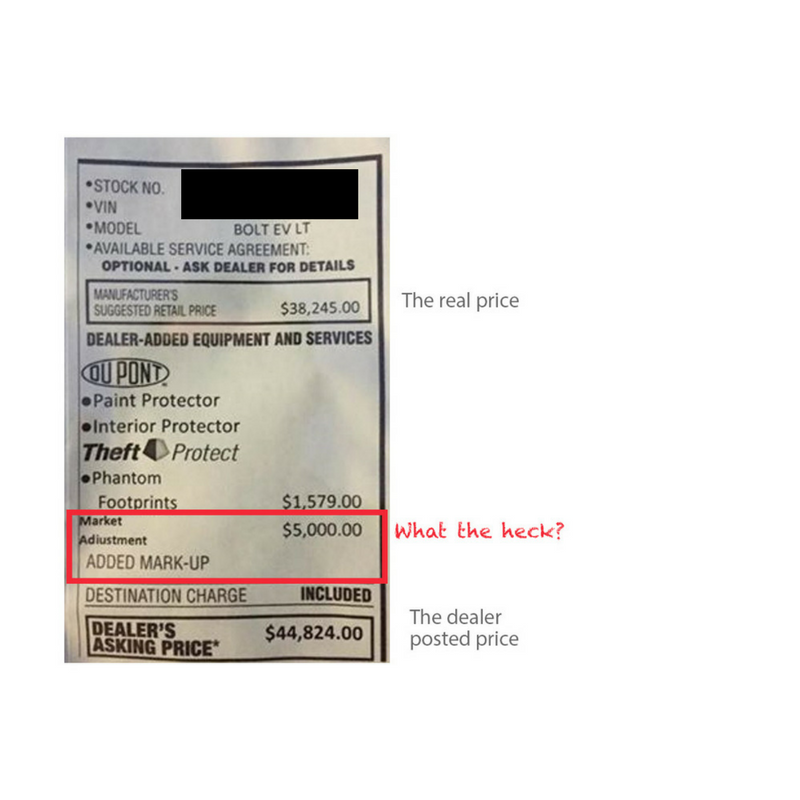 •STOCK NO.
•VIN
•MODEL BOLT EV LT
•AVAILABLE SERVICE AGREEMENT:
OPTIONAL - ASK DEALER FOR DETAILS
MANUFACTURER'S
SUGGESTED RETAIL PRICE $38,245.00
The real price
DEALER-ADDED EQUIPMENT AND SERVICES
DU PONT
•Paint Protector
•Interior Protector
Theft Protect
•Phantom
Footprints $1,579.00
Market
Adjustment $5,000.00
What the heck?
ADDED MARK-UP
DESTINATION CHARGE INCLUDED
DEALER'S
ASKING PRICE* $44,824.00
The dealer
posted price